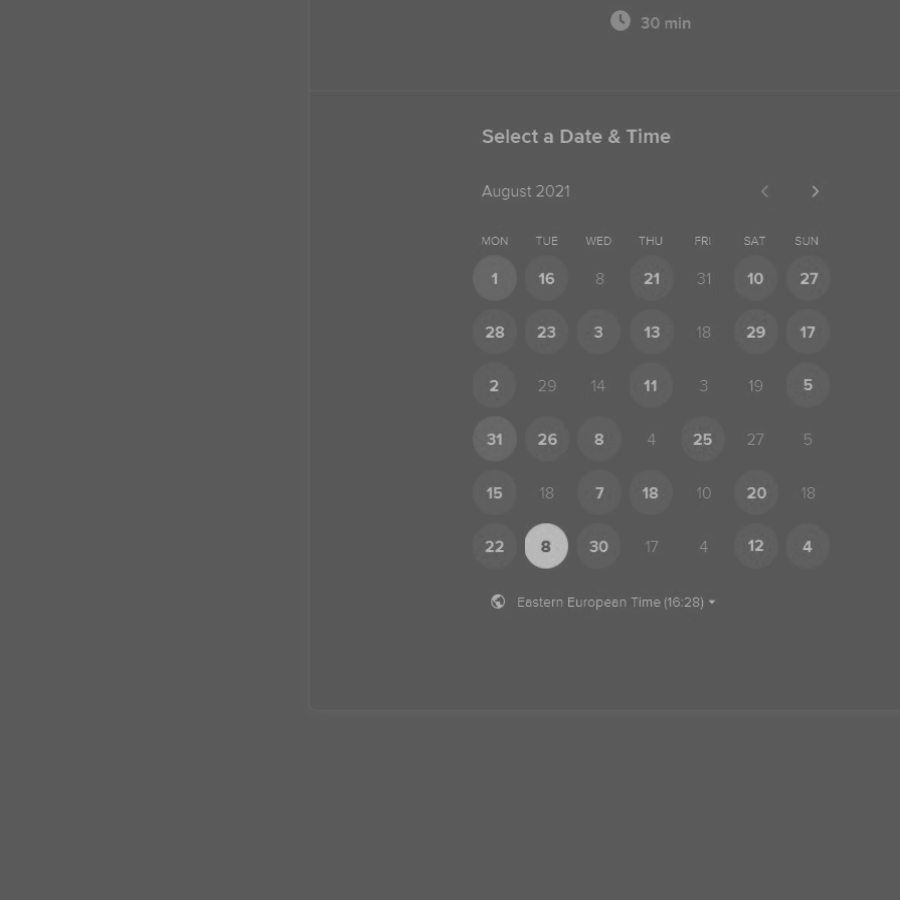 30 min
Select a Date & Time
August 2021
MON TUE WED THU FRI SAT SUN
1 16 8 21 31 10 27
28 23 3 13 18 29 17
2 29 14 11 3 19 5
31 26 8 4 25 27 5
15 18 7 18 10 20 18
22 8 30 17 4 12 4
Eastern European Time (16:28)